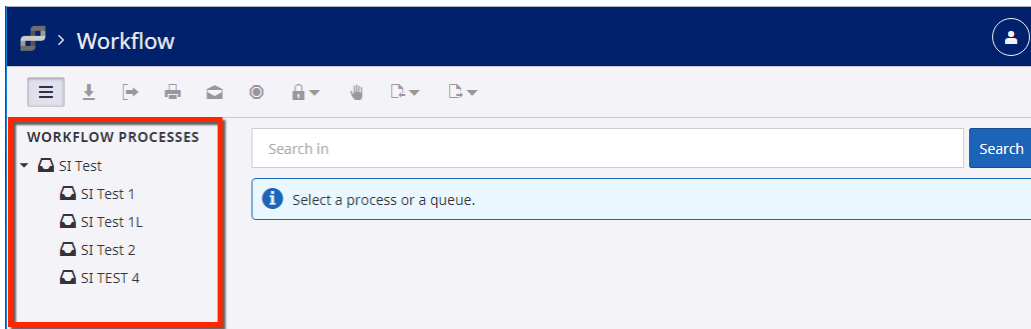 > Workflow
WORKFLOW PROCESSES
SI Test
SI Test 1
SI Test 1L
SI Test 2
SI TEST 4
Search in
Search
Select a process or a queue.